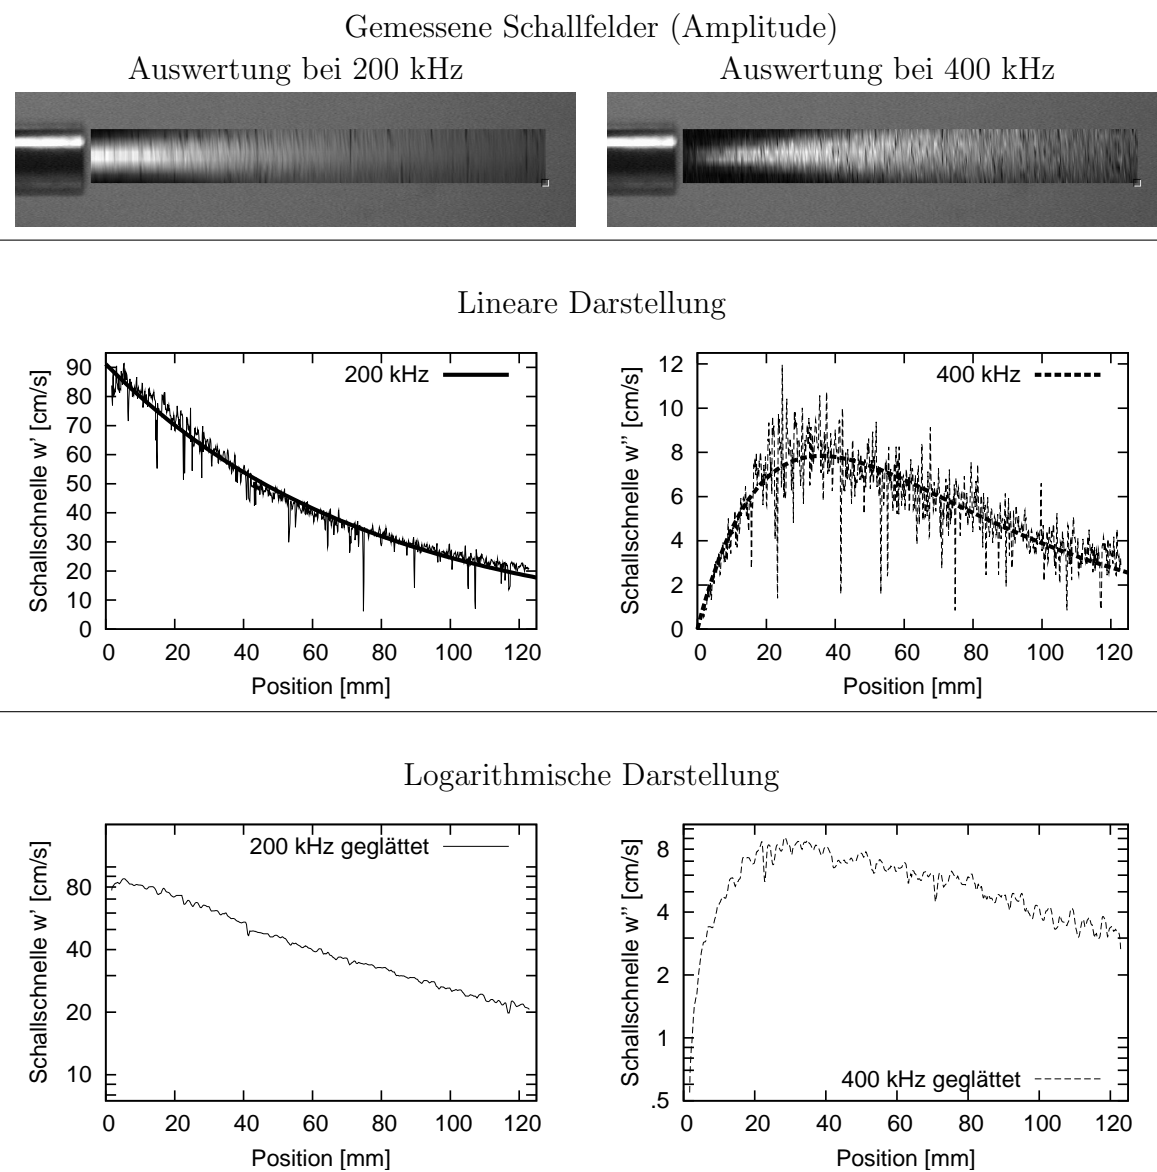 Gemessene Schallfelder (Amplitude)
Auswertung bei 200 kHz
Auswertung bei 400 kHz
Lineare Darstellung
Schallschnelle w' [cm/s]
90
80
70
60
50
40
30
20
10
0
200 kHz
0 20 40 60 80 100 120
Position [mm]
Schallschnelle w'' [cm/s]
12
10
8
6
4
2
0
400 kHz
0 20 40 60 80 100 120
Position [mm]
Logarithmische Darstellung
Schallschnelle w' [cm/s]
80
40
20
10
200 kHz geglättet
0 20 40 60 80 100 120
Position [mm]
Schallschnelle w'' [cm/s]
8
4
2
1
.5
400 kHz geglättet
0 20 40 60 80 100 120
Position [mm]